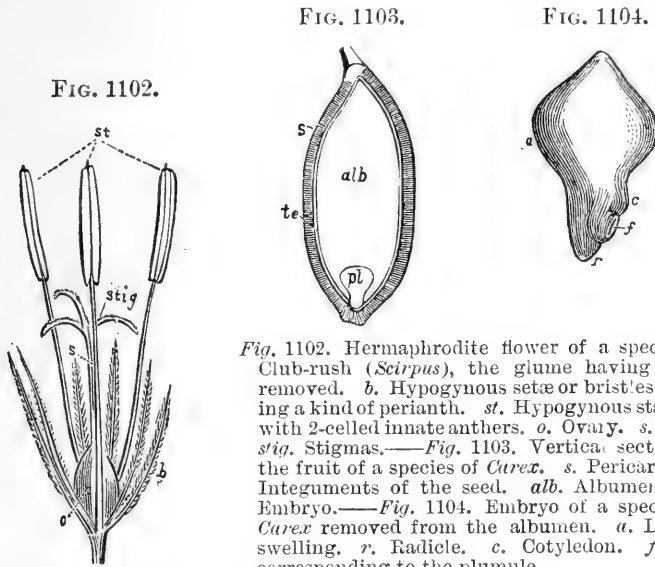 FIG. 1103.
FIG. 1104.
FIG. 1102.
st
s
alb
te
pl
a
c
f
r
stig
s
b
o
Fig. 1102. Hermaphrodite flower of a spec
Club-rush (Scirpus), the glume having
removed. b. Hypogynous setæ or bristles
ing a kind of perianth. st. Hypogynous sta
with 2-celled innate anthers. o. Ovary. s.
stig. Stigmas.——Fig. 1103. Vertical sect
the fruit of a species of Carex. s. Pericar
Integuments of the seed. alb. Albumen
Embryo.——Fig. 1104. Embryo of a spec
Carex removed from the albumen. a. L
swelling. r. Radicle. c. Cotyledon. f
corresponding to the plumule.